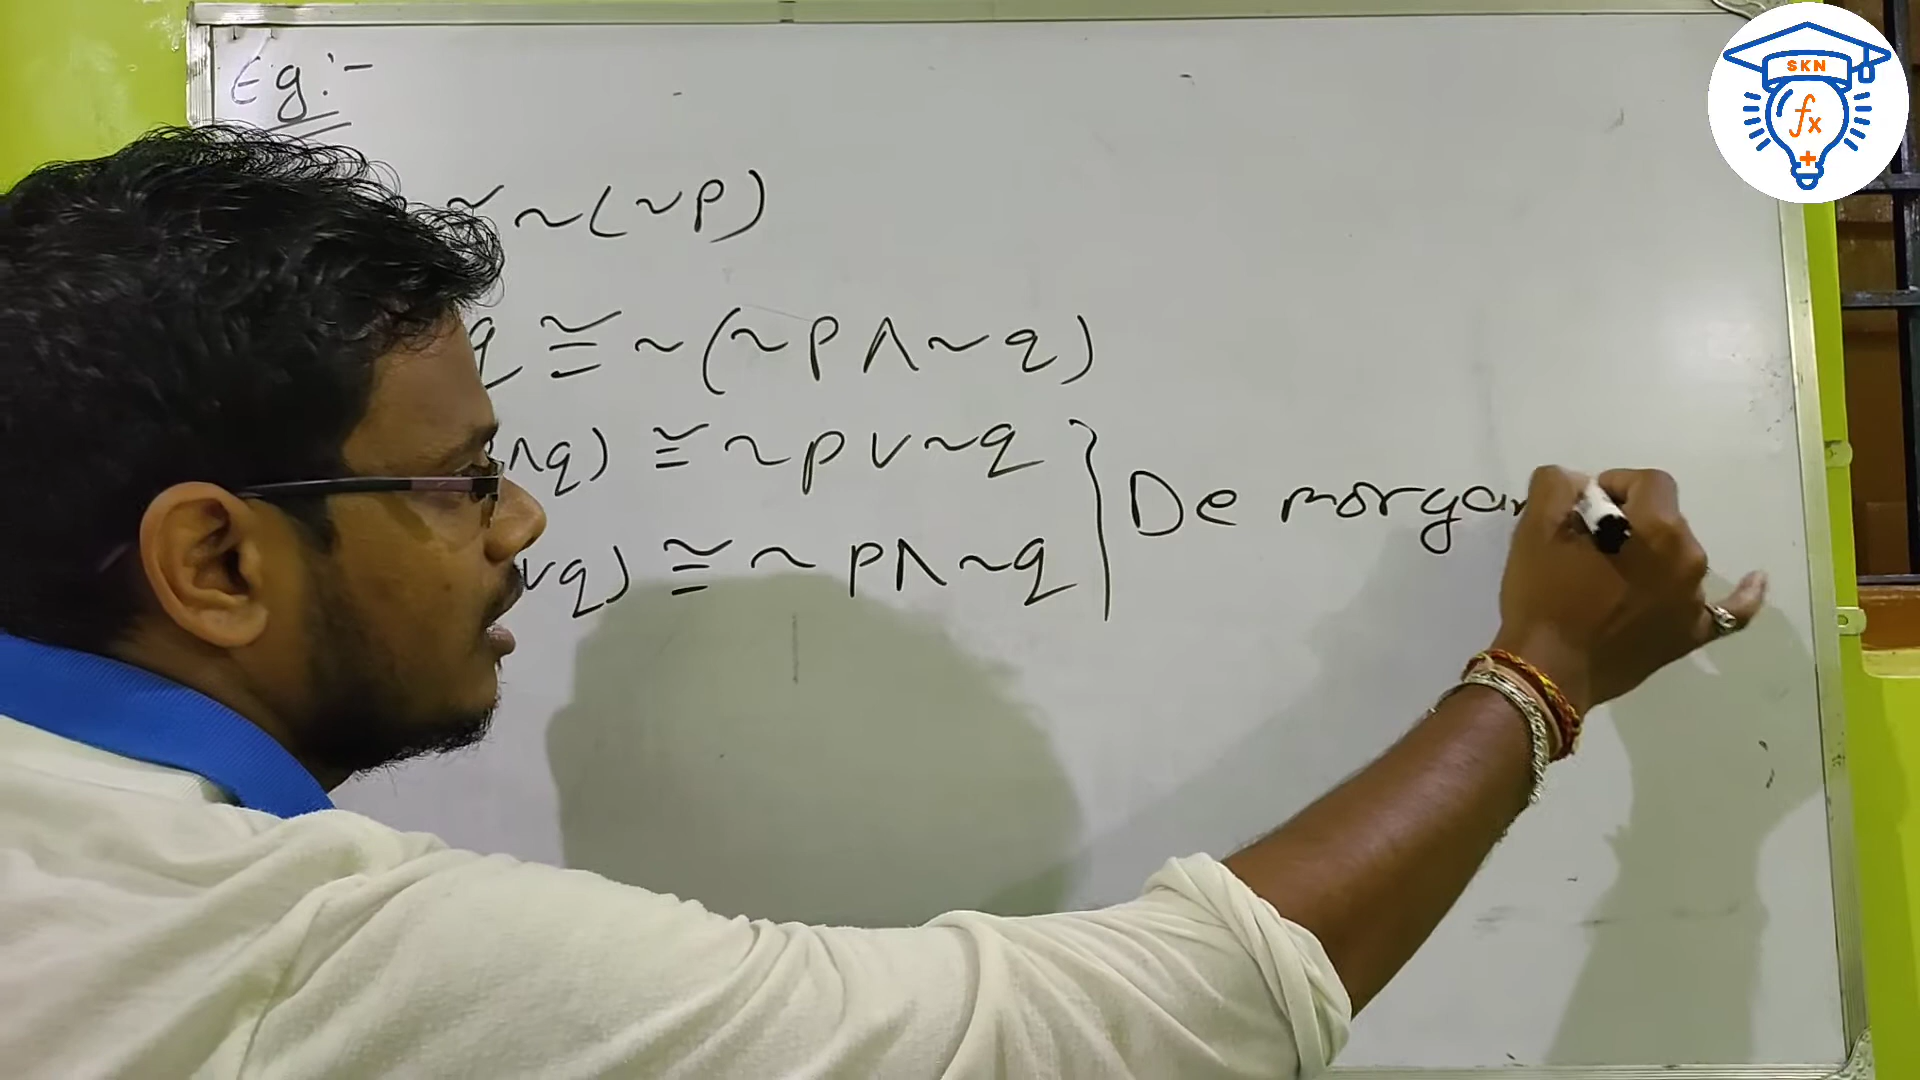 Eg:-
≅ ~(~p)
q ≅ ~(~p∧~q)
∧q) ≅ ~p∨~q
∨q) ≅ ~p∧~q
De morgan
SKN
fx
+